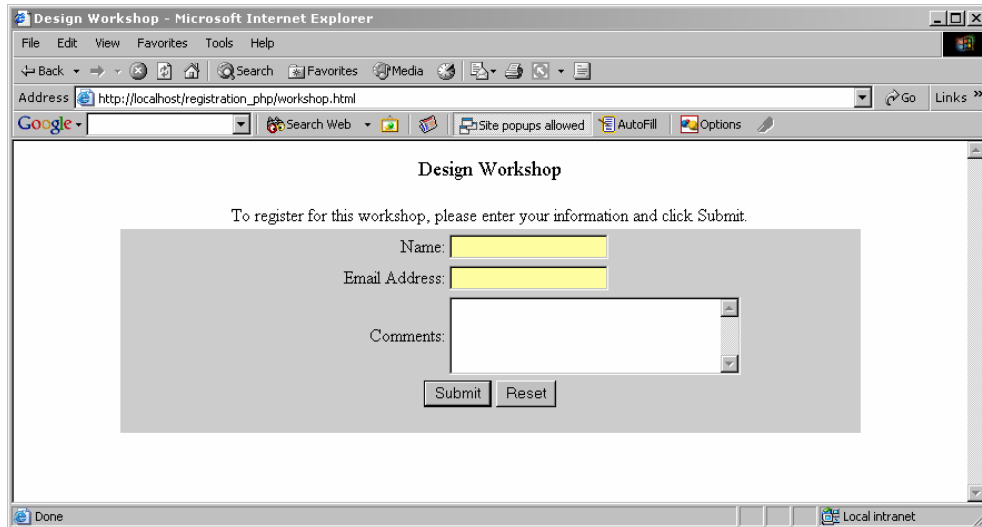 Design Workshop - Microsoft Internet Explorer
File Edit View Favorites Tools Help
Back Search Favorites Media
Address http://localhost/registration_php/workshop.html Go Links »
Google Search Web Site popups allowed AutoFill Options
Design Workshop
To register for this workshop, please enter your information and click Submit.
Name:
Email Address:
Comments:
Submit Reset
Done Local intranet